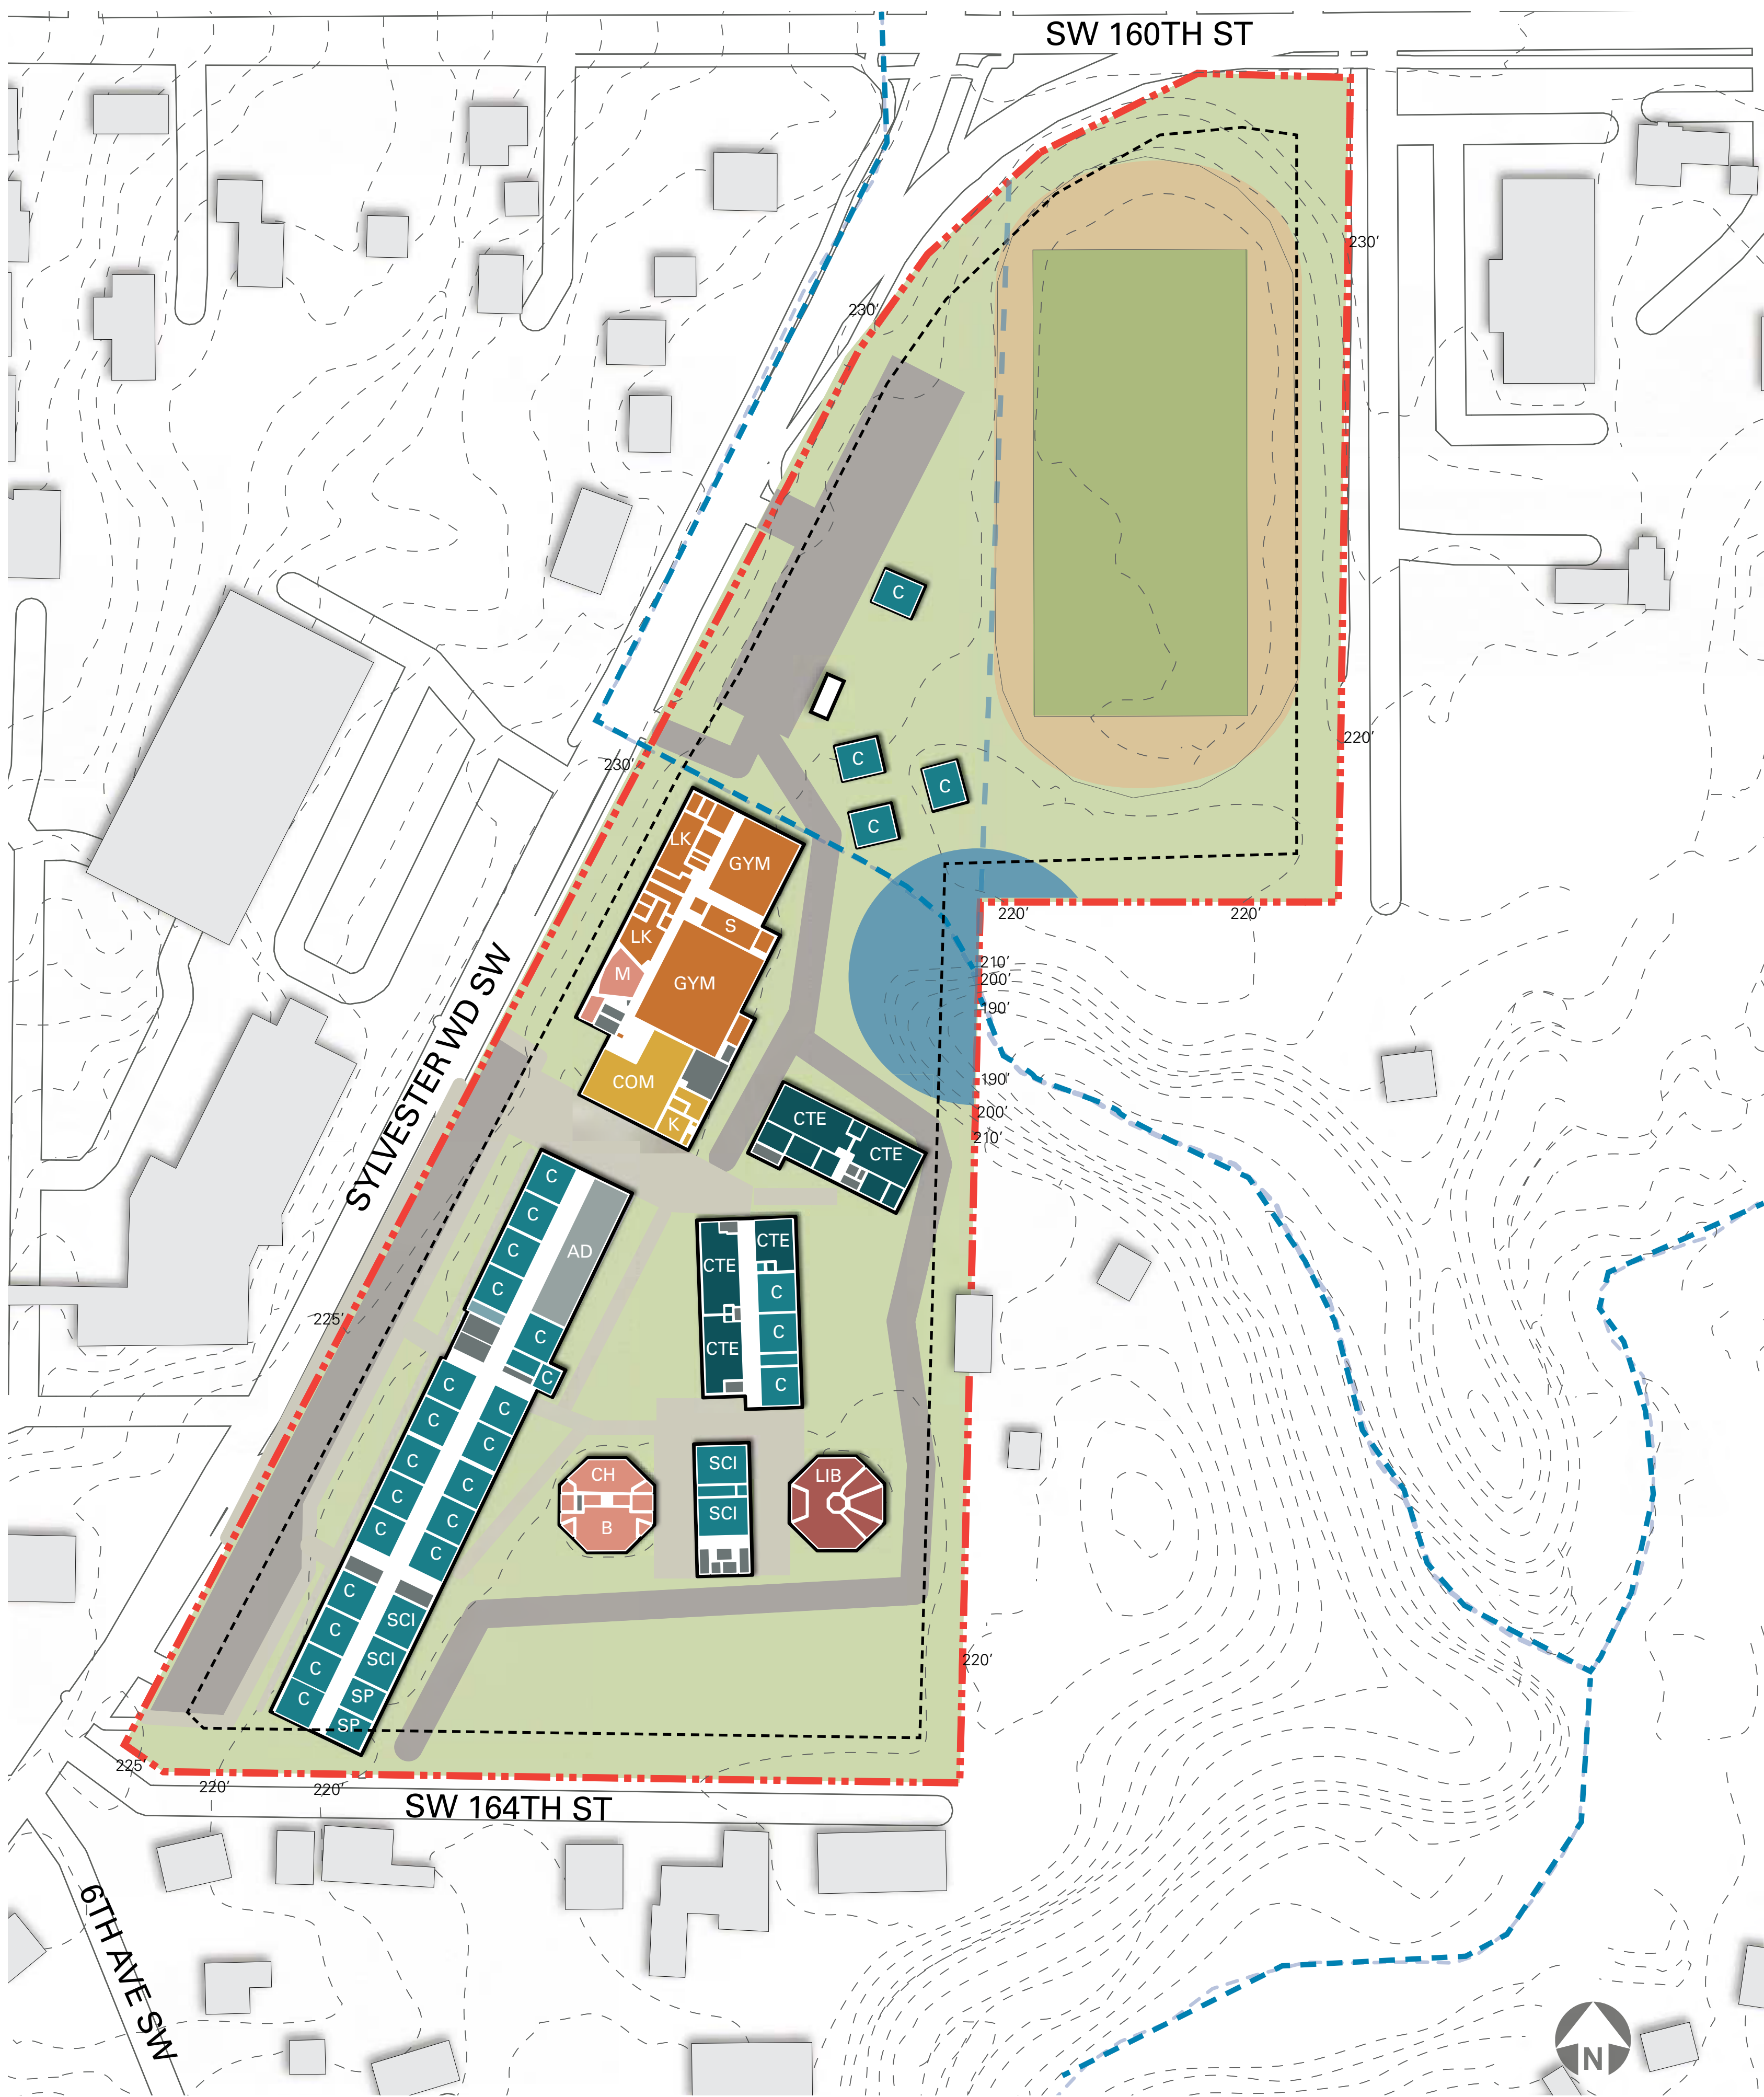 SW 160TH ST
230’
230’
C
220’
230’
C
C
C
LK
GYM
S
LK
GYM
M
220’
220’
210’
200’
190’
COM
K
190’
200’
210’
SYLVESTER WD SW
CTE
CTE
C
C
C
C
AD
C
C
CTE
CTE
C
C
CTE
C
225’
C
C
C
C
C
C
C
C
C
C
SCI
SCI
CH
B
LIB
C
C
C
C
SCI
SCI
SP
SP
220’
225’
220’
220’
SW 164TH ST
6TH AVE SW
N